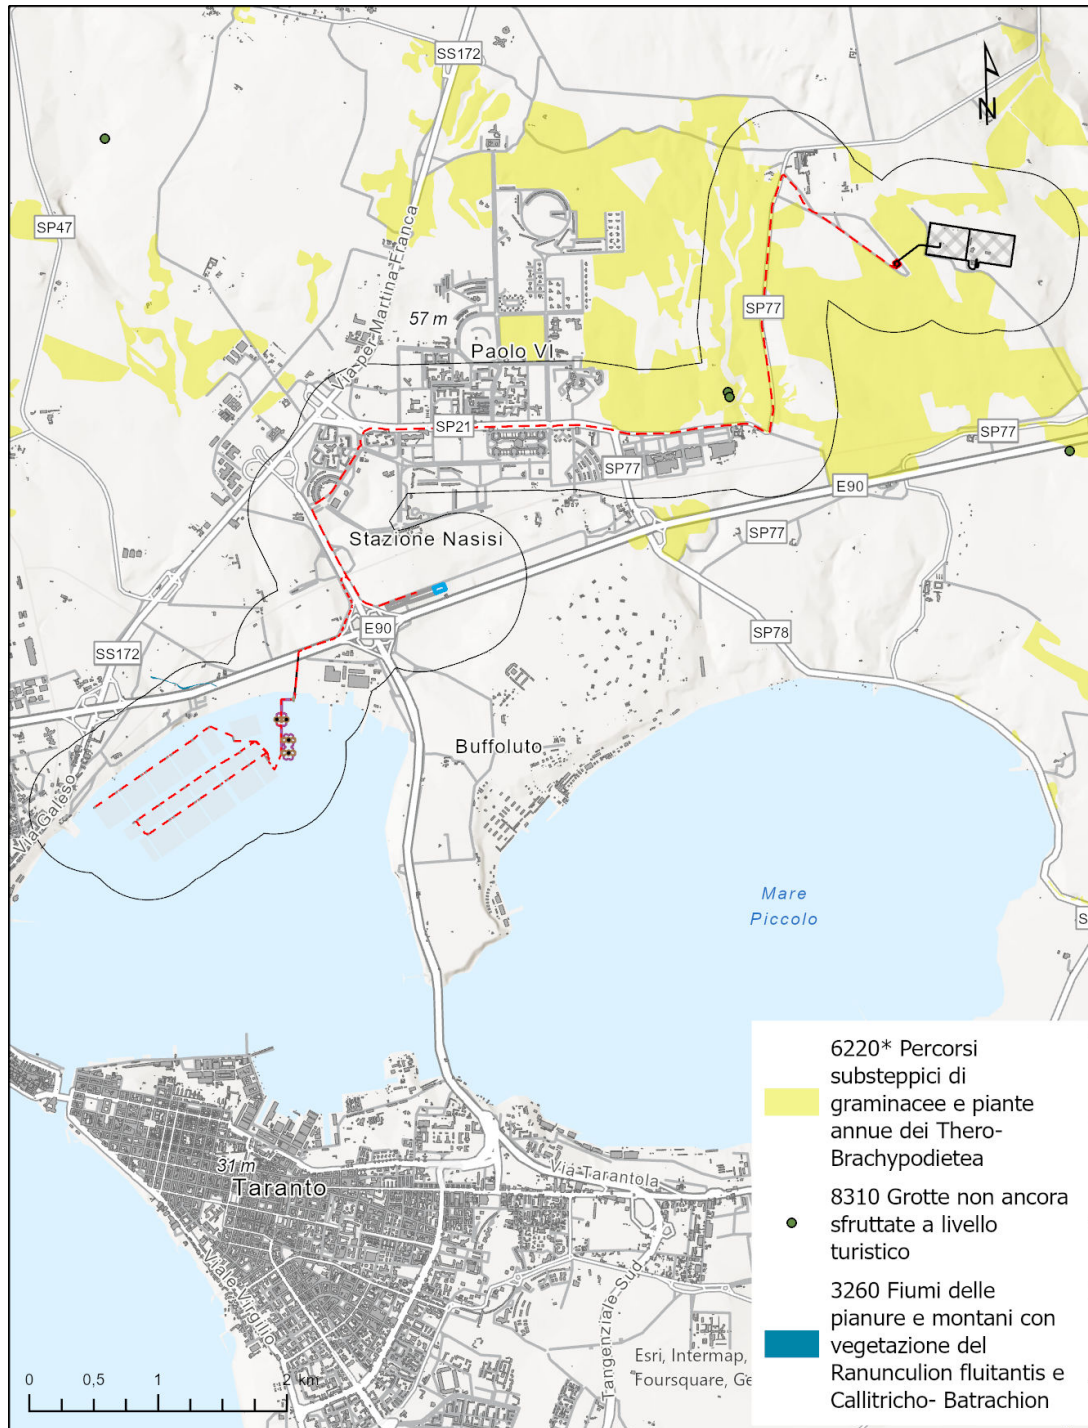 SS172
N
SP47
Via per Martina Franca
57 m
SP77
Paolo VI
SP21
SP77
SP77
E90
Stazione Nasisi
SP77
E90
SP78
SS172
Buffoluto
Via Galeso
Mare
Piccolo
S
6220* Percorsi
substeppici di
graminacee e piante
annue dei Thero-
Brachypodietea
31 m
Taranto
Via Tarantola
8310 Grotte non ancora
sfruttate a livello
turistico
Viale Virgilio
Tangenziale Sud
3260 Fiumi delle
pianure e montani con
vegetazione del
Ranunculion fluitantis e
Callitricho- Batrachion
Esri, Intermap,
Foursquare, Ge
0 0,5 1 2 km